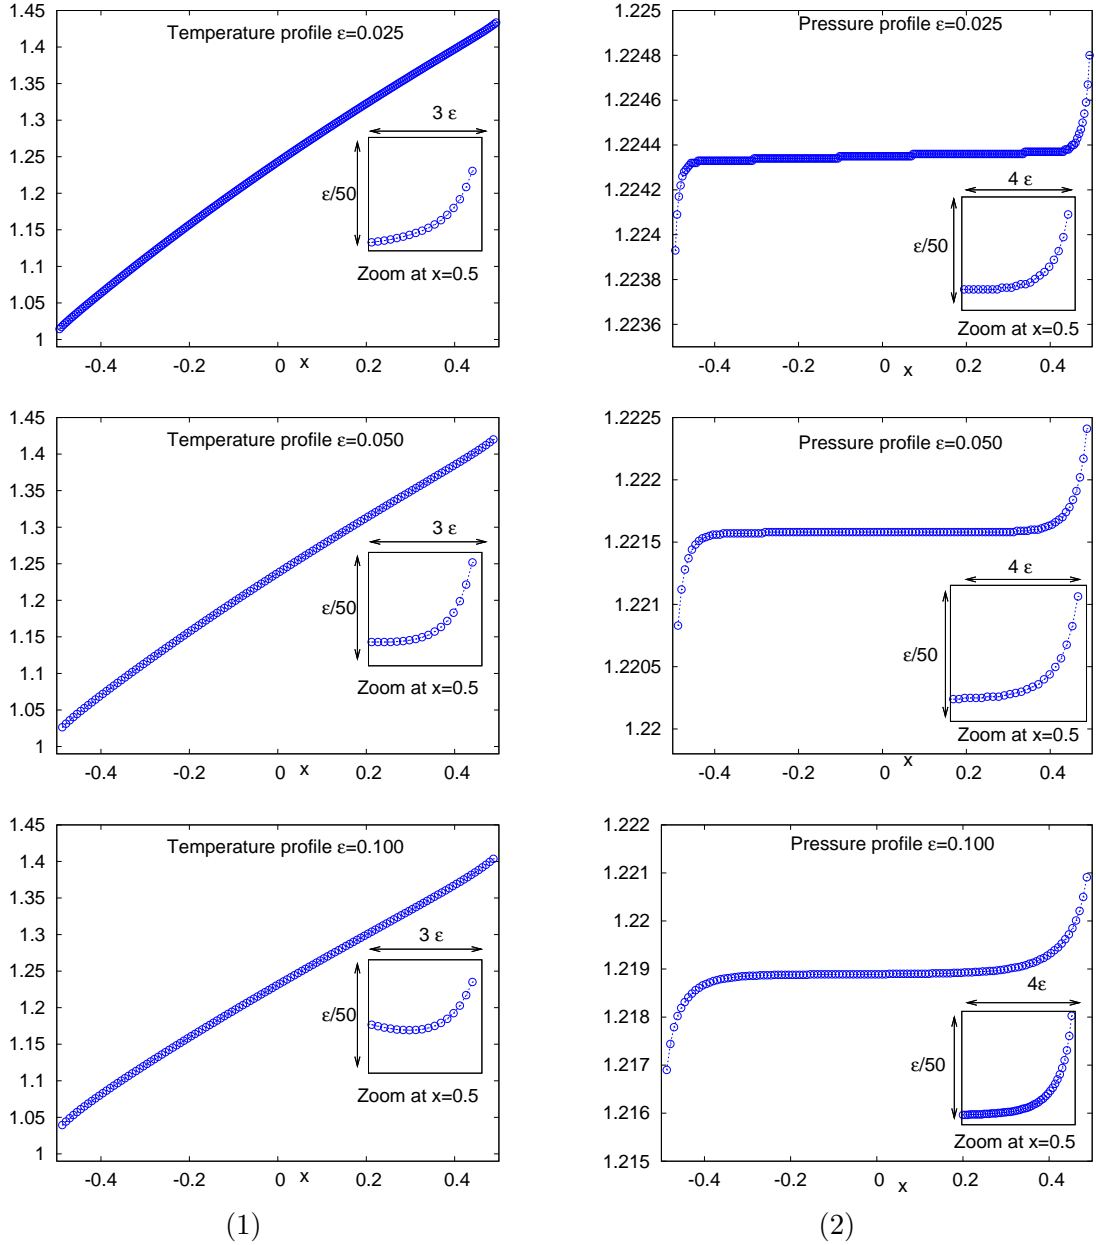 Temperature profile ε=0.025
1.45
1.4
1.35
1.3
1.25
1.2
1.15
1.1
1.05
1
3 ε
ε/50
Zoom at x=0.5
-0.4 -0.2 0 x 0.2 0.4
Pressure profile ε=0.025
1.225
1.2248
1.2246
1.2244
1.2242
1.224
1.2238
1.2236
4 ε
ε/50
Zoom at x=0.5
-0.4 -0.2 0 x 0.2 0.4
Temperature profile ε=0.050
1.45
1.4
1.35
1.3
1.25
1.2
1.15
1.1
1.05
1
3 ε
ε/50
Zoom at x=0.5
-0.4 -0.2 0 x 0.2 0.4
Pressure profile ε=0.050
1.2225
1.222
1.2215
1.221
1.2205
1.22
4 ε
ε/50
Zoom at x=0.5
-0.4 -0.2 0 x 0.2 0.4
Temperature profile ε=0.100
1.45
1.4
1.35
1.3
1.25
1.2
1.15
1.1
1.05
1
3 ε
ε/50
Zoom at x=0.5
-0.4 -0.2 0 x 0.2 0.4
Pressure profile ε=0.100
1.222
1.221
1.22
1.219
1.218
1.217
1.216
1.215
4ε
ε/50
Zoom at x=0.5
-0.4 -0.2 0 x 0.2 0.4
(1)
(2)